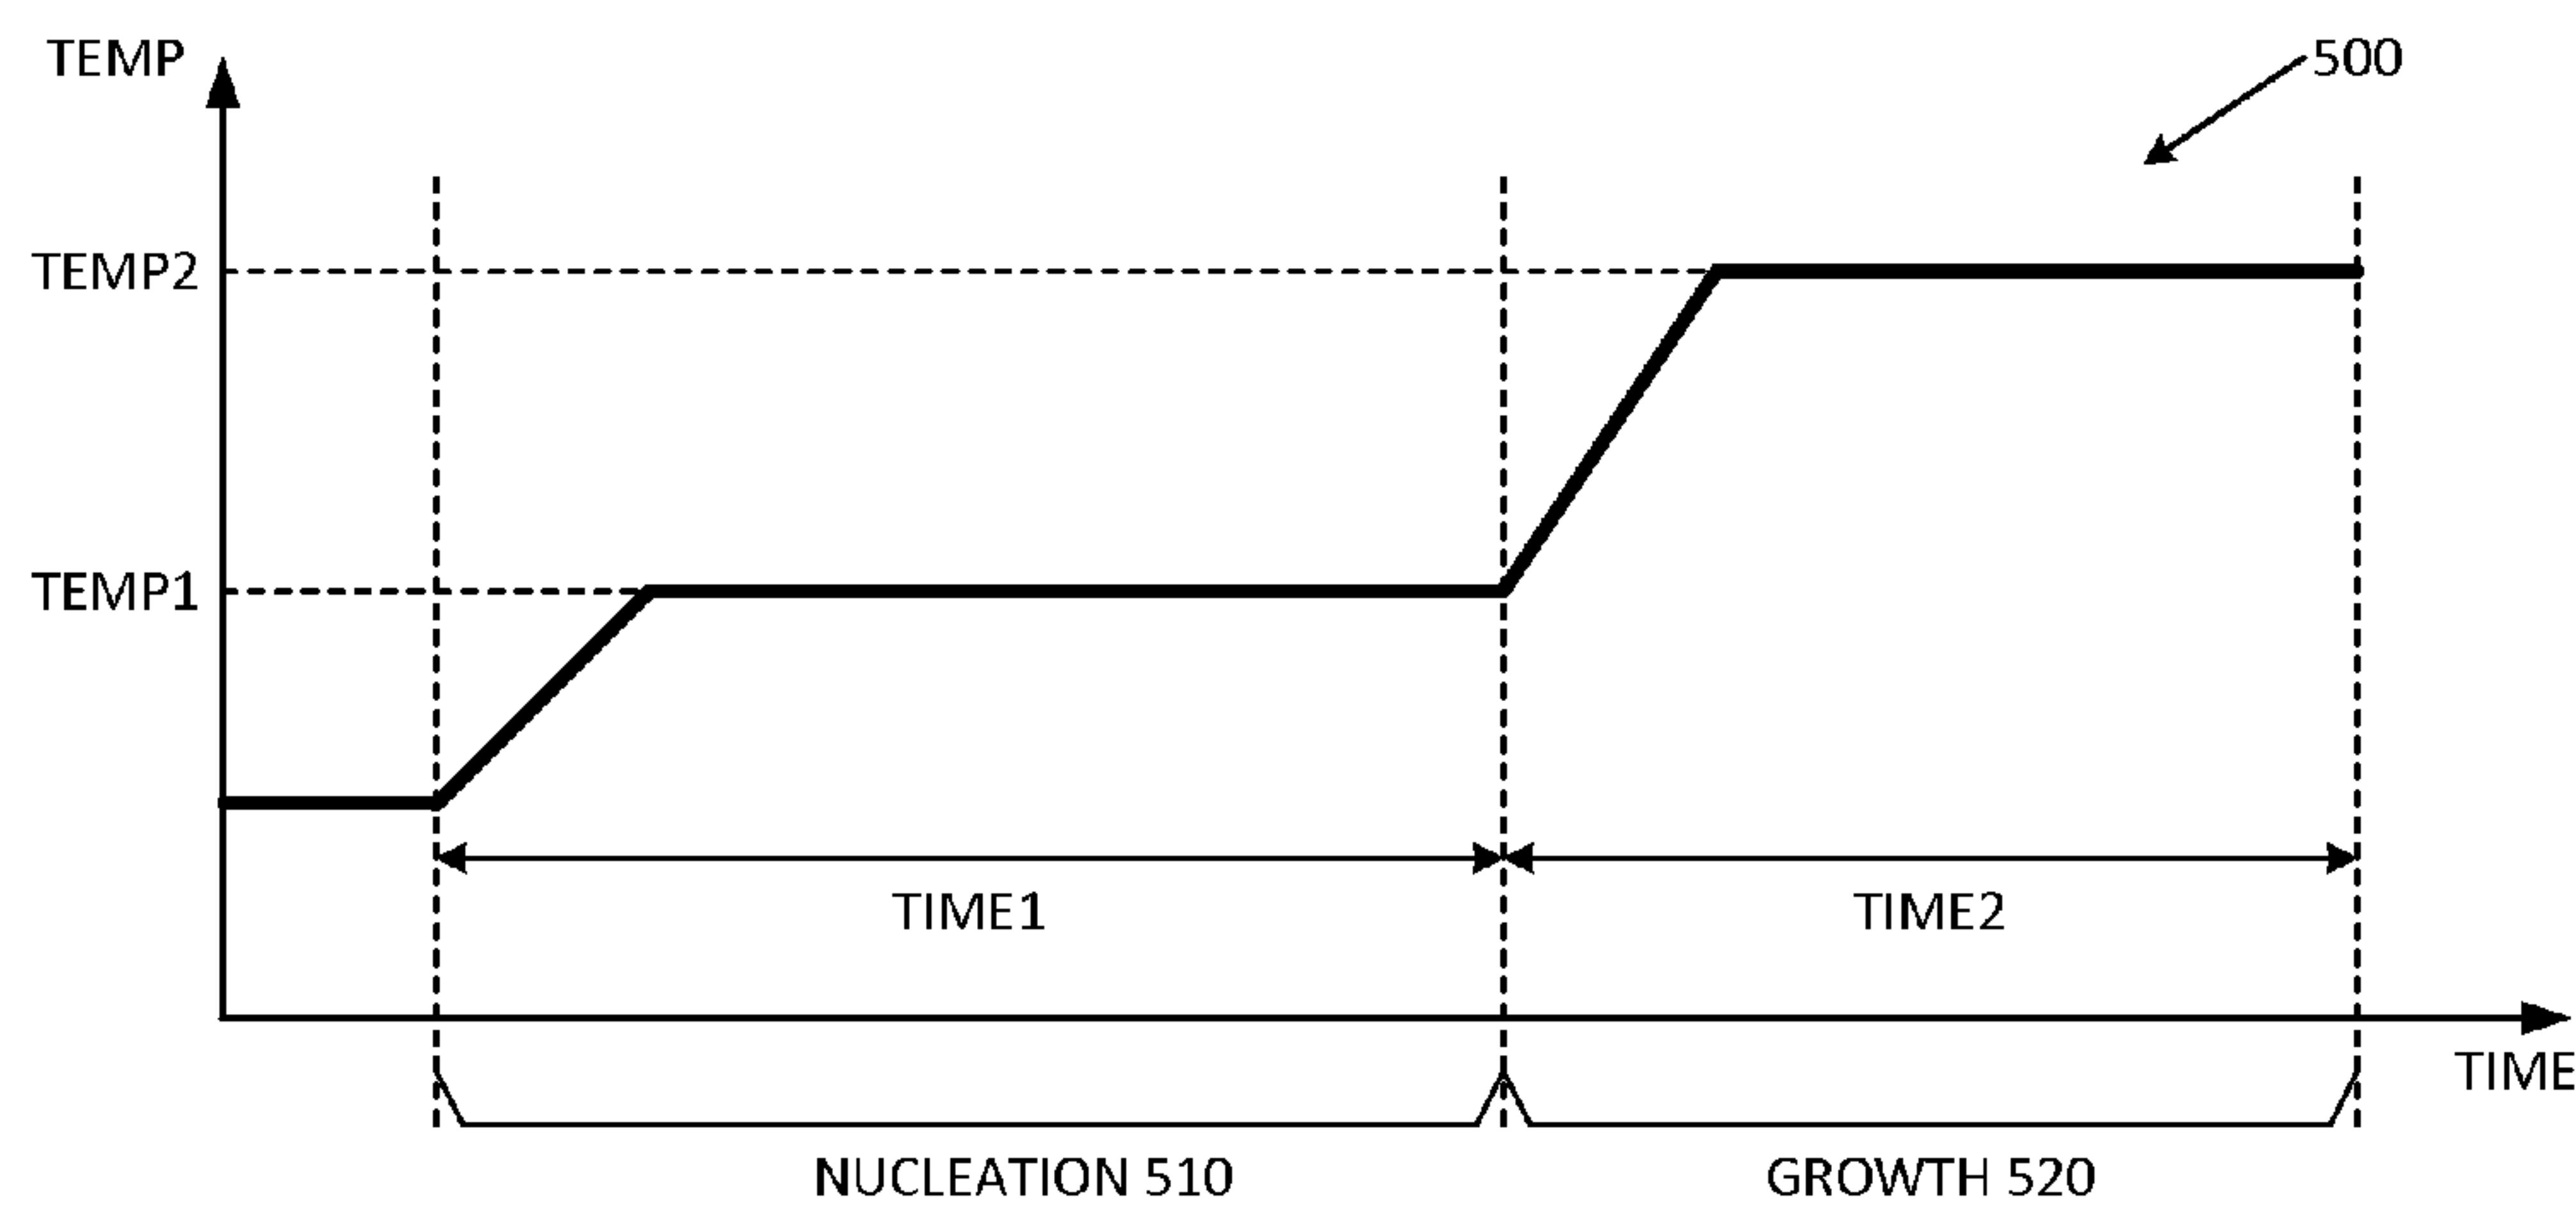 TEMP
500
TEMP2
TEMP1
TIME1
TIME2
TIME
NUCLEATION 510
GROWTH 520